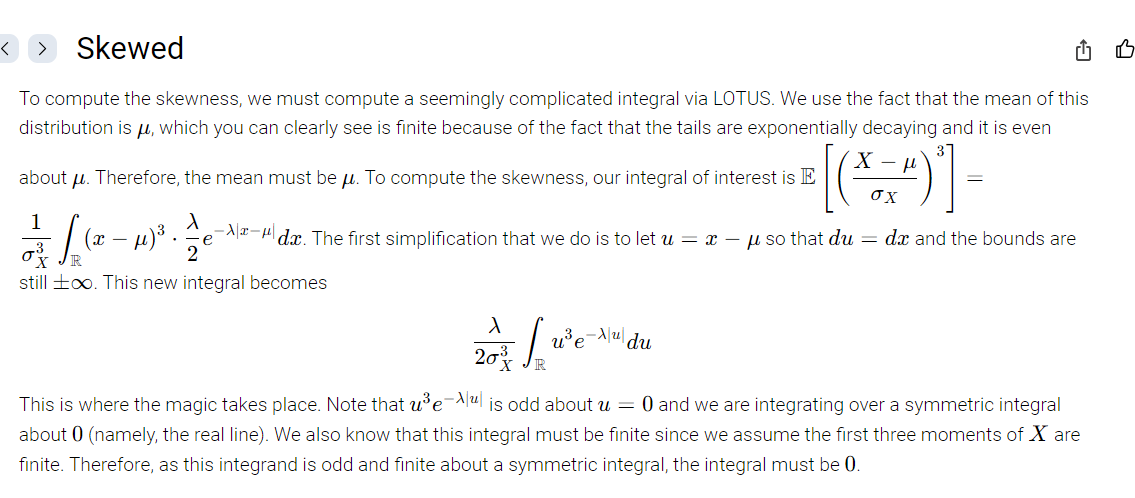 Skewed
To compute the skewness, we must compute a seemingly complicated integral via LOTUS. We use the fact that the mean of this
distribution is μ, which you can clearly see is finite because of the fact that the tails are exponentially decaying and it is even
about μ. Therefore, the mean must be μ. To compute the skewness, our integral of interest is $\mathbb{E}\left[\left(\frac{X-\mu}{\sigma_X}\right)^3\right] =$
$\frac{1}{\sigma_X^3}\int_{\mathbb{R}}(x-\mu)^3 \cdot \frac{\lambda}{2}e^{-\lambda|x-\mu|}dx$. The first simplification that we do is to let $u = x - \mu$ so that $du = dx$ and the bounds are
still ±∞. This new integral becomes
$\frac{\lambda}{2\sigma_X^3}\int_{\mathbb{R}}u^3e^{-\lambda|u|}du$
This is where the magic takes place. Note that $u^3e^{-\lambda|u|}$ is odd about $u = 0$ and we are integrating over a symmetric integral
about 0 (namely, the real line). We also know that this integral must be finite since we assume the first three moments of $X$ are
finite. Therefore, as this integrand is odd and finite about a symmetric integral, the integral must be 0.